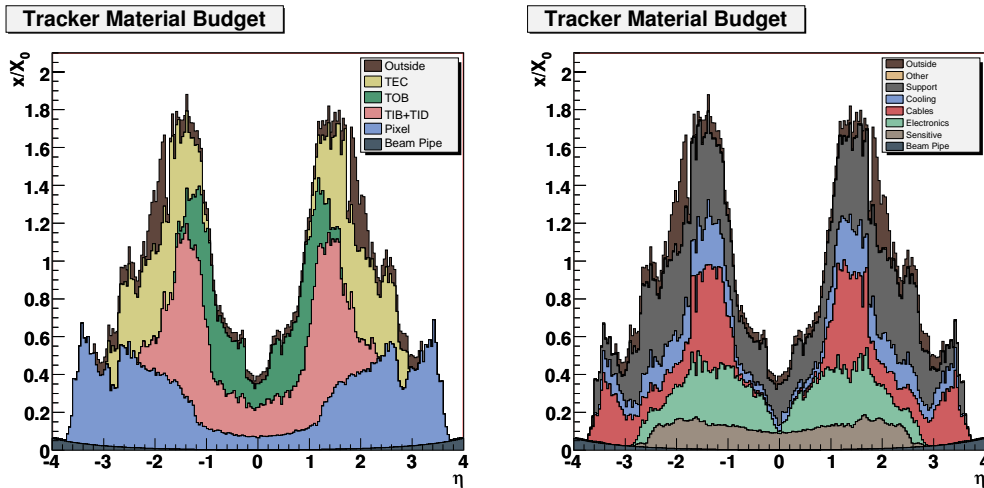 Tracker Material Budget
x/X0
2
1.8
1.6
1.4
1.2
1
0.8
0.6
0.4
0.2
0
-4 -3 -2 -1 0 1 2 3 4
η
Outside
TEC
TOB
TIB+TID
Pixel
Beam Pipe
Tracker Material Budget
x/X0
2
1.8
1.6
1.4
1.2
1
0.8
0.6
0.4
0.2
0
-4 -3 -2 -1 0 1 2 3 4
η
Outside
Other
Support
Cooling
Cables
Electronics
Sensitive
Beam Pipe